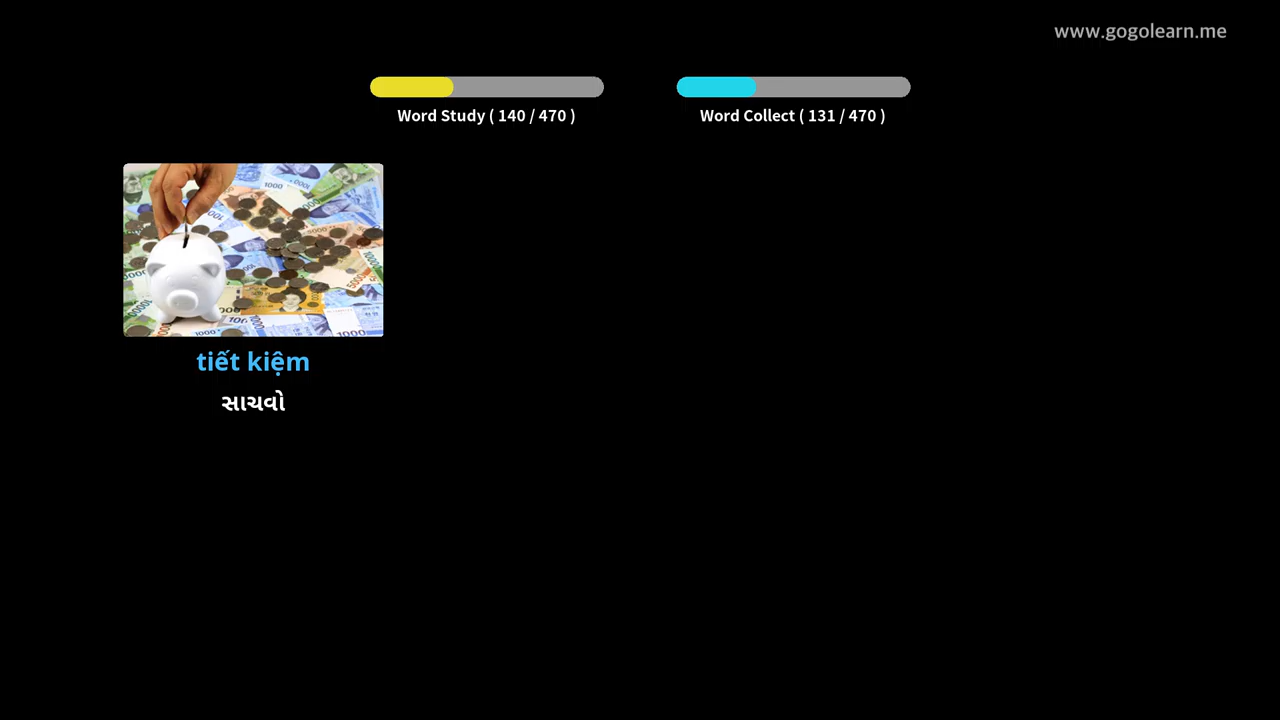 www.gogolearn.me
Word Study ( 140 / 470 )
Word Collect ( 131 / 470 )
tiết kiệm
સાચવો